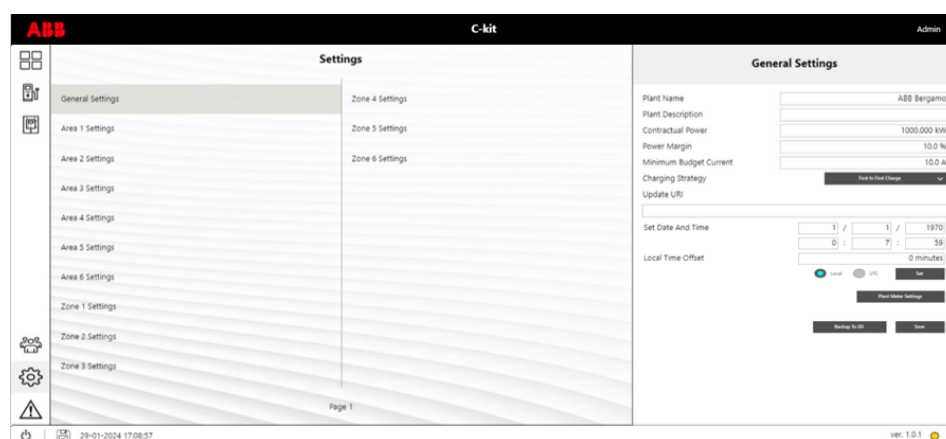 ABB
C-kit
Admin
Settings
General Settings
Area 1 Settings
Area 2 Settings
Area 3 Settings
Area 4 Settings
Area 5 Settings
Area 6 Settings
Zone 1 Settings
Zone 2 Settings
Zone 3 Settings
Zone 4 Settings
Zone 5 Settings
Zone 6 Settings
Page 1
General Settings
Plant Name ABB Bergamo
Plant Description
Contractual Power 1000.000 kW
Power Margin 10.0 %
Minimum Budget Current 10.0 A
Charging Strategy First In First Charge
Update URI
Set Date And Time 1 / 1 / 1970
0 : 7 : 59
Local Time Offset 0 minutes
Local UTC Set
Plant Meter Settings
Backup To SD Save
29-01-2024 17:08:57
ver. 1.0.1